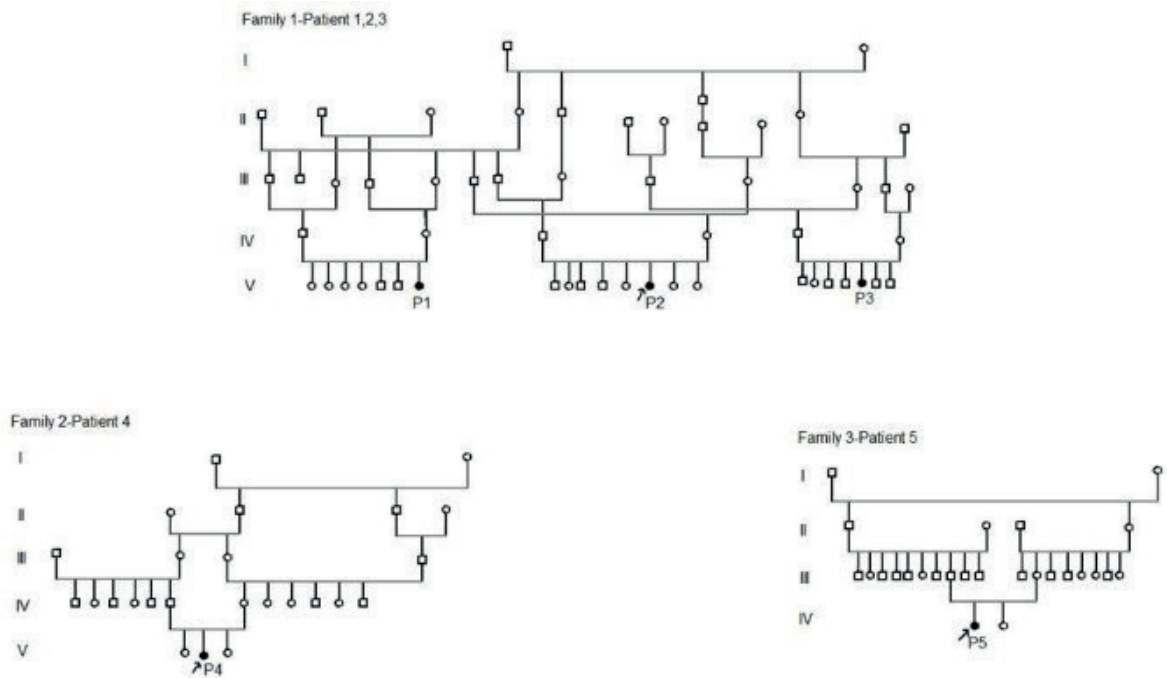 Family 1-Patient 1,2,3
I
II
III
IV
V
P1
P2
P3
Family 2-Patient 4
I
II
III
IV
V
P4
Family 3-Patient 5
I
II
III
IV
P5